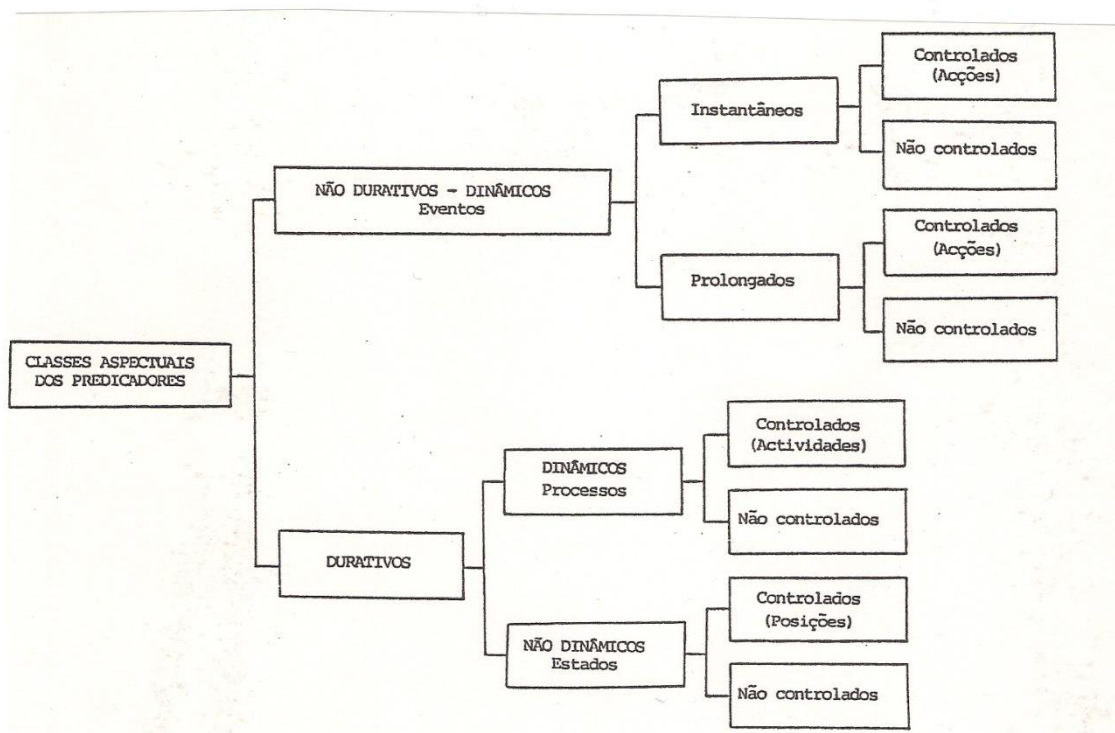 Controlados
(Acções)
Instantâneos
Não controlados
NÃO DURATIVOS - DINÂMICOS
Eventos
Controlados
(Acções)
Prolongados
Não controlados
CLASSES ASPECTUAIS
DOS PREDICADORES
Controlados
(Actividades)
DINÂMICOS
Processos
Não controlados
DURATIVOS
Controlados
(Posições)
NÃO DINÂMICOS
Estados
Não controlados